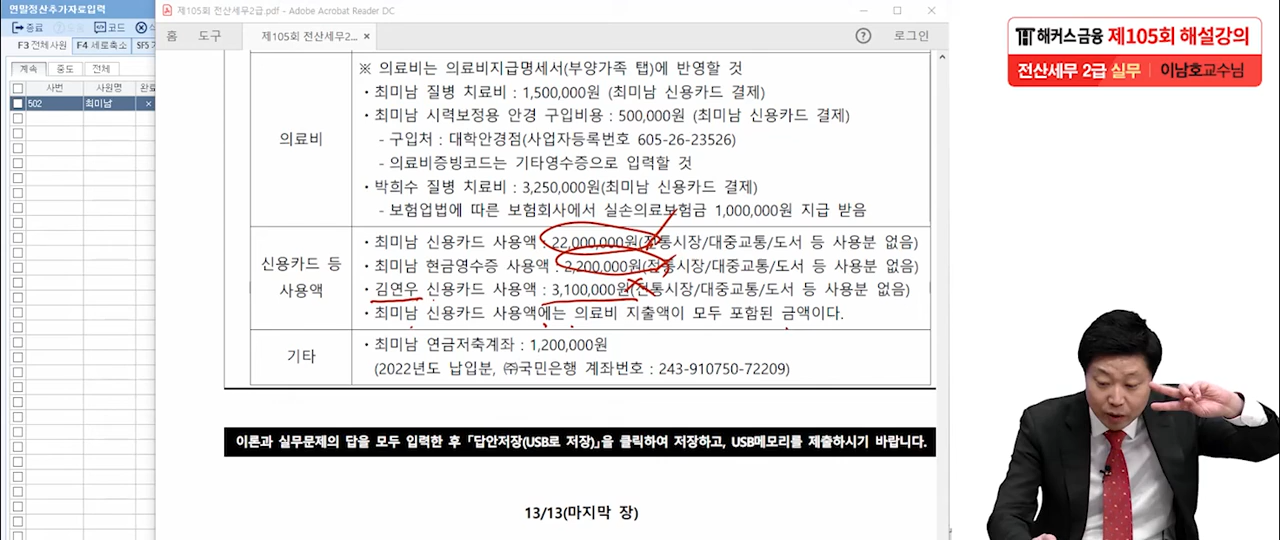 연말정산추가자료입력
제105회 전산세무2급.pdf - Adobe Acrobat Reader DC
종료
코드
F3 전체사원
F4 세로축소
SF5
홈
도구
제105회 전산세무2...
로그인
계속
중도
전체
사번
사원명
완료
502
최미남
해커스금융 제105회 해설강의
전산세무 2급 실무
이남호교수님
의료비
※ 의료비는 의료비지급명세서(부양가족 탭)에 반영할 것
・최미남 질병 치료비 : 1,500,000원 (최미남 신용카드 결제)
・최미남 시력보정용 안경 구입비용 : 500,000원 (최미남 신용카드 결제)
- 구입처 : 대학안경점(사업자등록번호 605-26-23526)
- 의료비증빙코드는 기타영수증으로 입력할 것
・박희수 질병 치료비 : 3,250,000원(최미남 신용카드 결제)
- 보험업법에 따른 보험회사에서 실손의료보험금 1,000,000원 지급 받음
신용카드 등
사용액
・최미남 신용카드 사용액 : 22,000,000원(전통시장/대중교통/도서 등 사용분 없음)
・최미남 현금영수증 사용액 : 2,200,000원(전통시장/대중교통/도서 등 사용분 없음)
・김연우 신용카드 사용액 : 3,100,000원(전통시장/대중교통/도서 등 사용분 없음)
・최미남 신용카드 사용액에는 의료비 지출액이 모두 포함된 금액이다.
기타
・최미남 연금저축계좌 : 1,200,000원
(2022년도 납입분, ㈜국민은행 계좌번호 : 243-910750-72209)
이론과 실무문제의 답을 모두 입력한 후 「답안저장(USB로 저장)」을 클릭하여 저장하고, USB메모리를 제출하시기 바랍니다.
13/13(마지막 장)